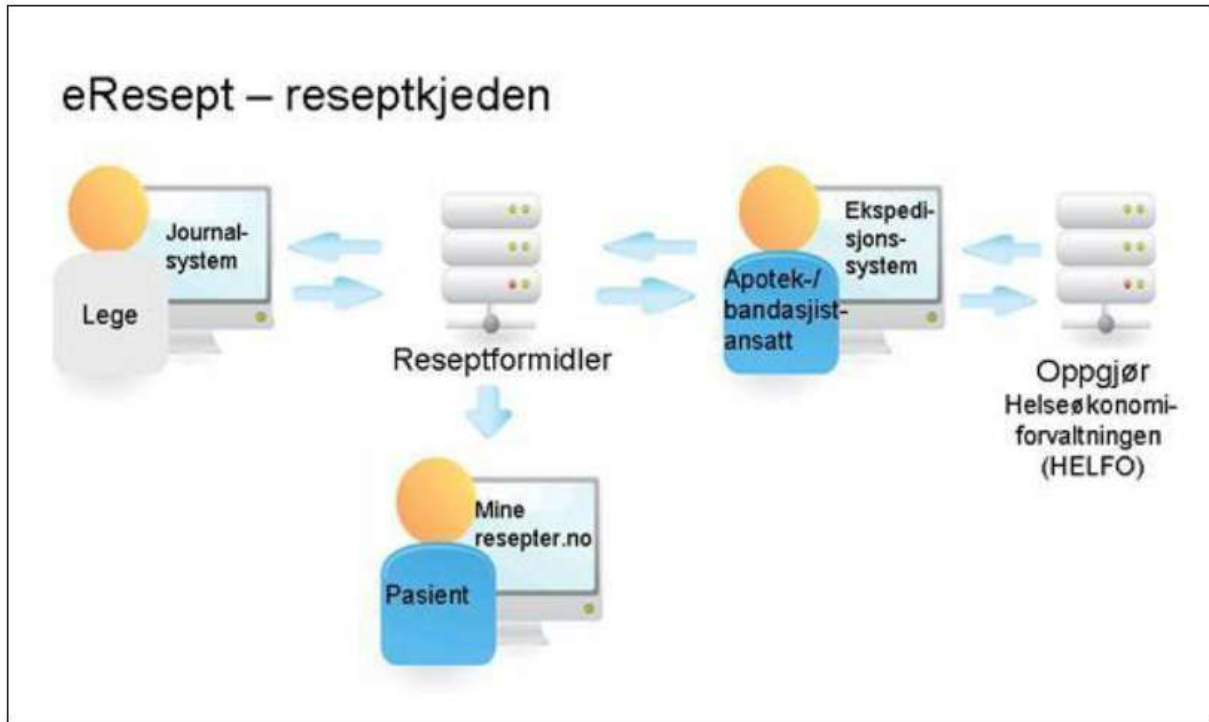 eResept – reseptkjeden
Journal-
system
Lege
Reseptformidler
Ekspedi-
sjons-
system
Apotek-/
bandasjist-
ansatt
Oppgjør
Helseøkonomi-
forvaltningen
(HELFO)
Mine
resepter.no
Pasient